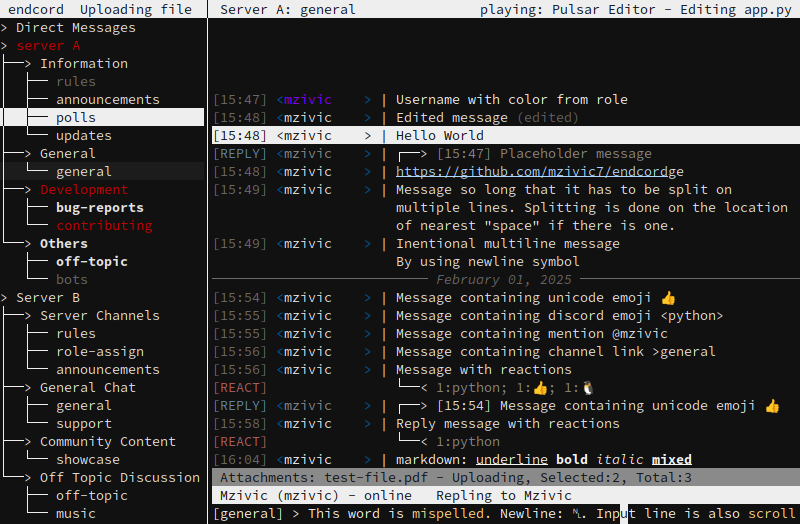 endcord  Uploading file
> Direct Messages
> server A
> Information
rules
announcements
polls
updates
> General
general
> Development
bug-reports
contributing
> Others
off-topic
bots
> Server B
> Server Channels
rules
role-assign
announcements
> General Chat
general
support
> Community Content
showcase
> Off Topic Discussion
off-topic
music
Server A: general playing: Pulsar Editor - Editing app.py
[15:47] <mzivic    > | Username with color from role
[15:48] <mzivic    > | Edited message (edited)
[15:48] <mzivic    > | Hello World
[REPLY] <mzivic    > | ┌──> [15:47] Placeholder message
[15:48] <mzivic    > | https://github.com/mzivic7/endcordge
[15:49] <mzivic    > | Message so long that it has to be split on
multiple lines. Splitting is done on the location
of nearest "space" if there is one.
[15:49] <mzivic    > | Inentional multiline message
By using newline symbol
February 01, 2025
[15:54] <mzivic    > | Message containing unicode emoji 👍
[15:55] <mzivic    > | Message containing discord emoji <python>
[15:55] <mzivic    > | Message containing mention @mzivic
[15:56] <mzivic    > | Message containing channel link >general
[15:56] <mzivic    > | Message with reactions
[REACT] └──< 1:python; 1:👍; 1:🐧
[REPLY] <mzivic    > | ┌──> [15:54] Message containing unicode emoji 👍
[15:58] <mzivic    > | Reply message with reactions
[REACT] └──< 1:python
[16:04] <mzivic    > | markdown: underline bold italic mixed
Attachments: test-file.pdf - Uploading, Selected:2, Total:3
Mzivic (mzivic) - online   Repling to Mzivic
[general] > This word is mispelled. Newline: ␤. Input line is also scroll